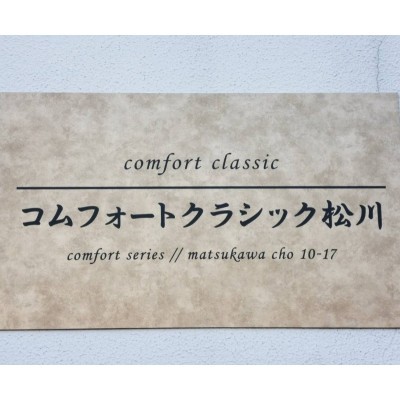 comfort classic
コムフォートクラシック松川
comfort series // matsukawa cho 10-17